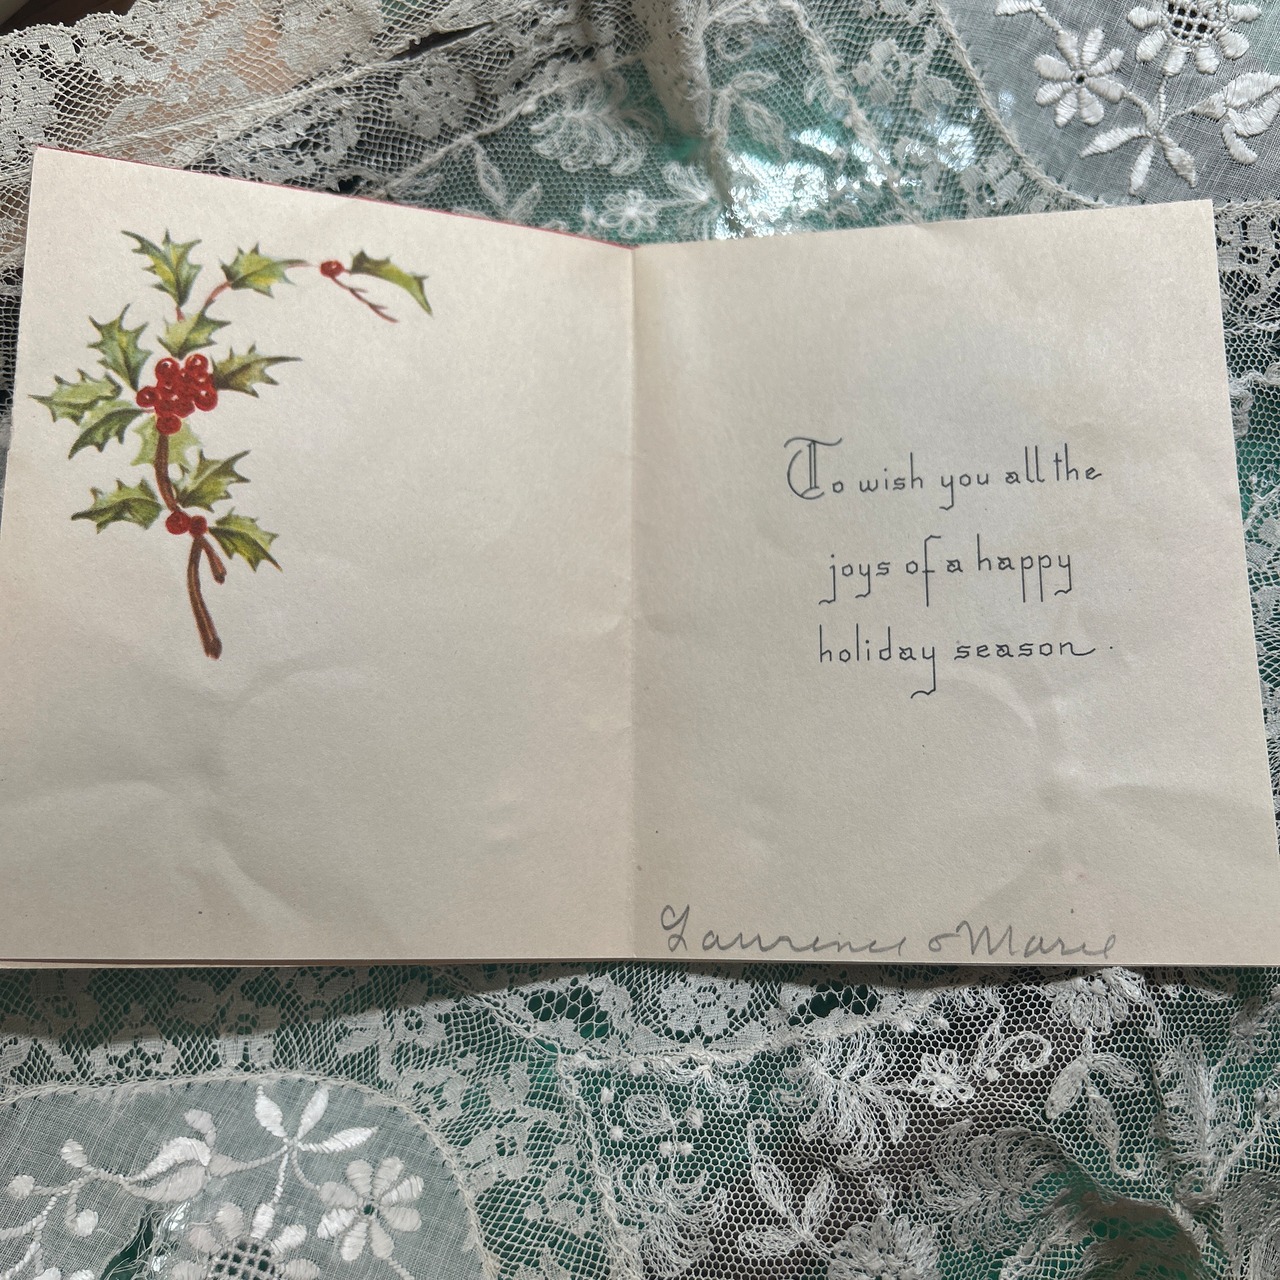 To wish you all the
joys of a happy
holiday season.
Laurence & Marie